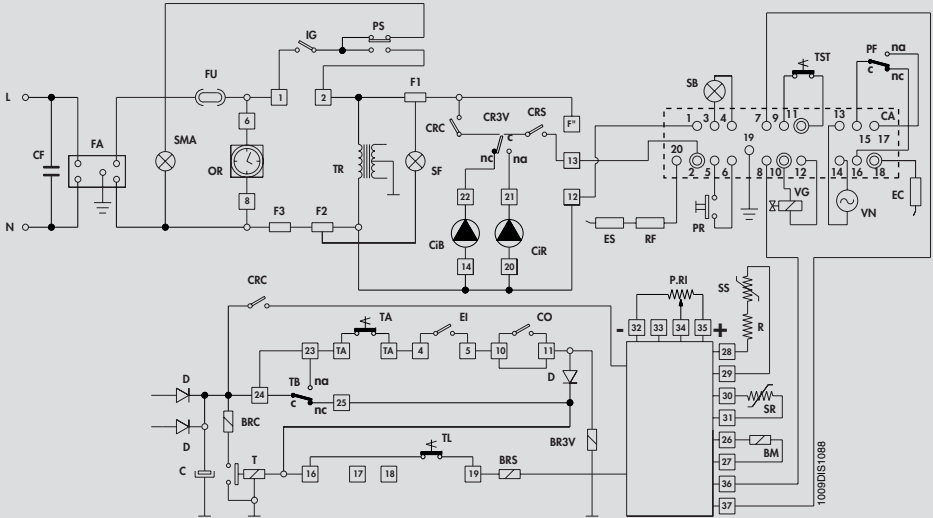 PS
IG
FU
1
2
F1
L
6
SMA
CF
FA
OR
TR
SF
8
F3
F2
N
CRC
CR3V
CRS
c
nc
na
F"
13
12
22
21
CiB
CiR
14
20
SB
TST
PF
na
c
nc
1 3 4 7 9 11 13 CA
15 17
20 19
2 5 6 8 10 12 14 16 18
VG
EC
VN
PR
ES RF
CRC
TA
EI
CO
23
TA
TA
4
5
10
11
D
TB
na
c
nc
D
24
25
BRC
D
C
T
TL
BR3V
16
17
18
19
BRS
P.RI
- 32 33 34 35 +
SS
R
28
29
30
SR
31
26
BM
27
36
37
1009DIS1088